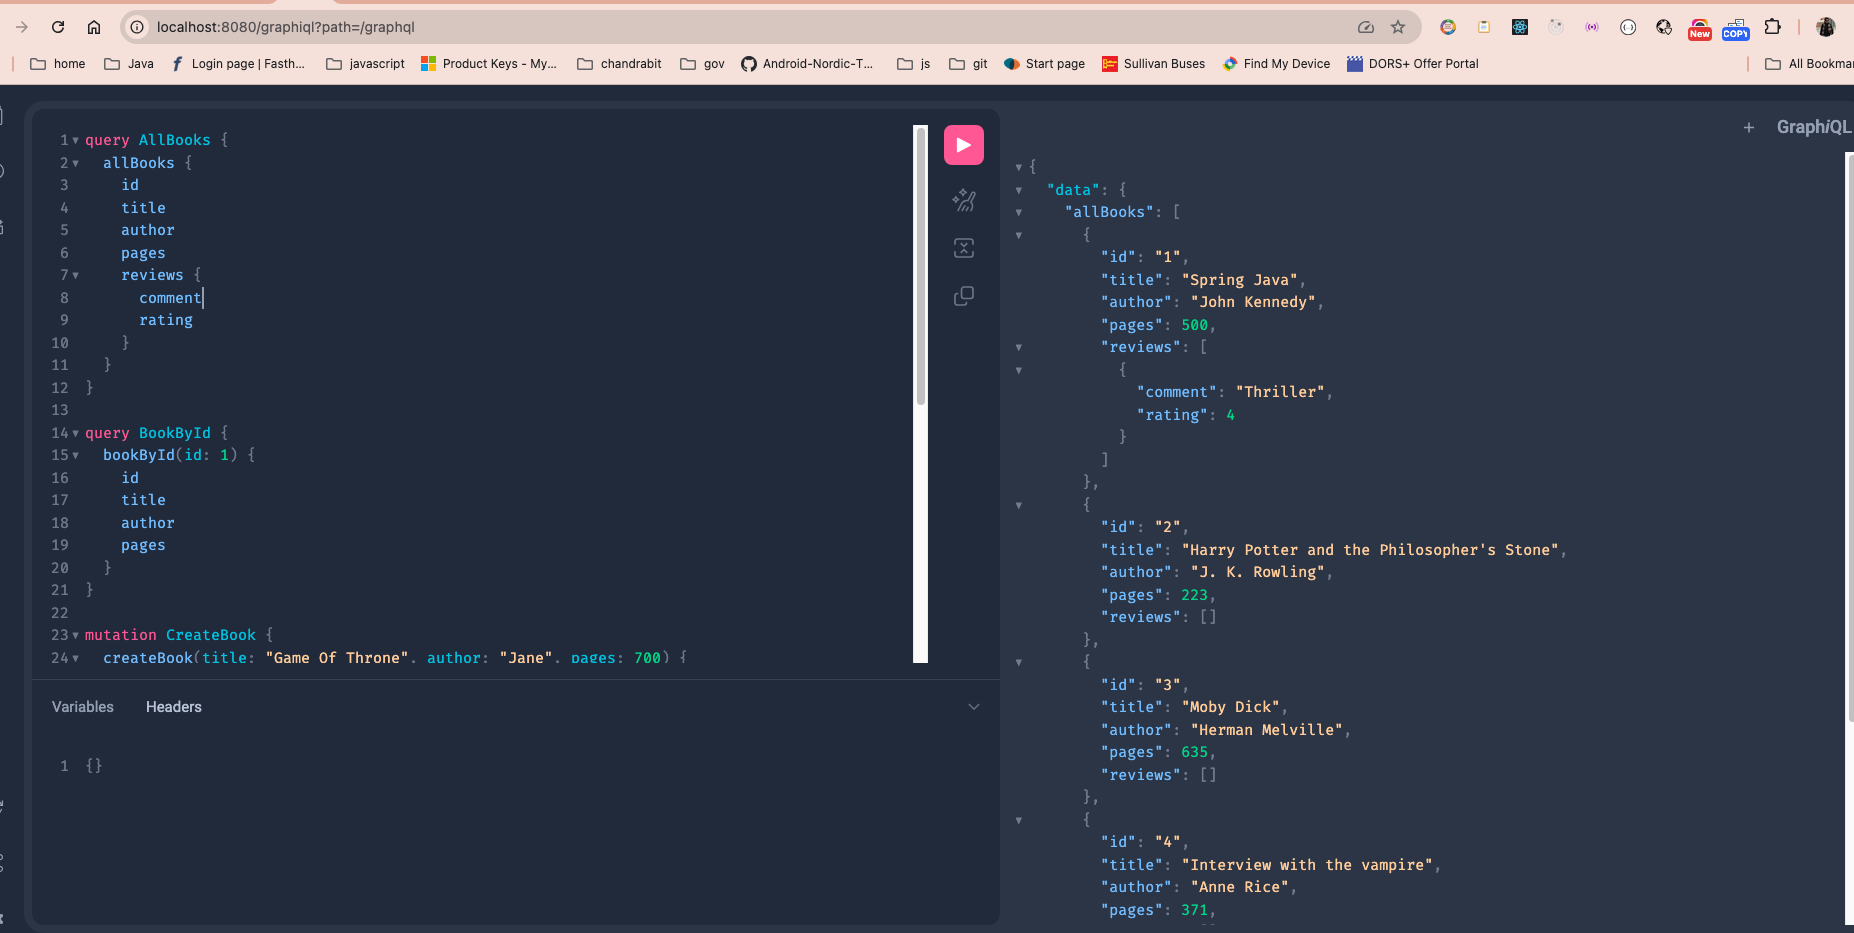 localhost:8080/graphiql?path=/graphql
New
COPY
home
Java
Login page | Fasth...
javascript
Product Keys - My...
chandrabit
gov
Android-Nordic-T...
js
git
Start page
Sullivan Buses
Find My Device
DORS+ Offer Portal
All Bookmar
1 query AllBooks {
2 allBooks {
3 id
4 title
5 author
6 pages
7 reviews {
8 comment
9 rating
10 }
11 }
12 }
13
14 query BookById {
15 bookById(id: 1) {
16 id
17 title
18 author
19 pages
20 }
21 }
22
23 mutation CreateBook {
24 createBook(title: "Game Of Throne", author: "Jane", pages: 700) {
Variables Headers
1 {}
+ GraphiQL
{
"data": {
"allBooks": [
{
"id": "1",
"title": "Spring Java",
"author": "John Kennedy",
"pages": 500,
"reviews": [
{
"comment": "Thriller",
"rating": 4
}
]
},
{
"id": "2",
"title": "Harry Potter and the Philosopher's Stone",
"author": "J. K. Rowling",
"pages": 223,
"reviews": []
},
{
"id": "3",
"title": "Moby Dick",
"author": "Herman Melville",
"pages": 635,
"reviews": []
},
{
"id": "4",
"title": "Interview with the vampire",
"author": "Anne Rice",
"pages": 371,